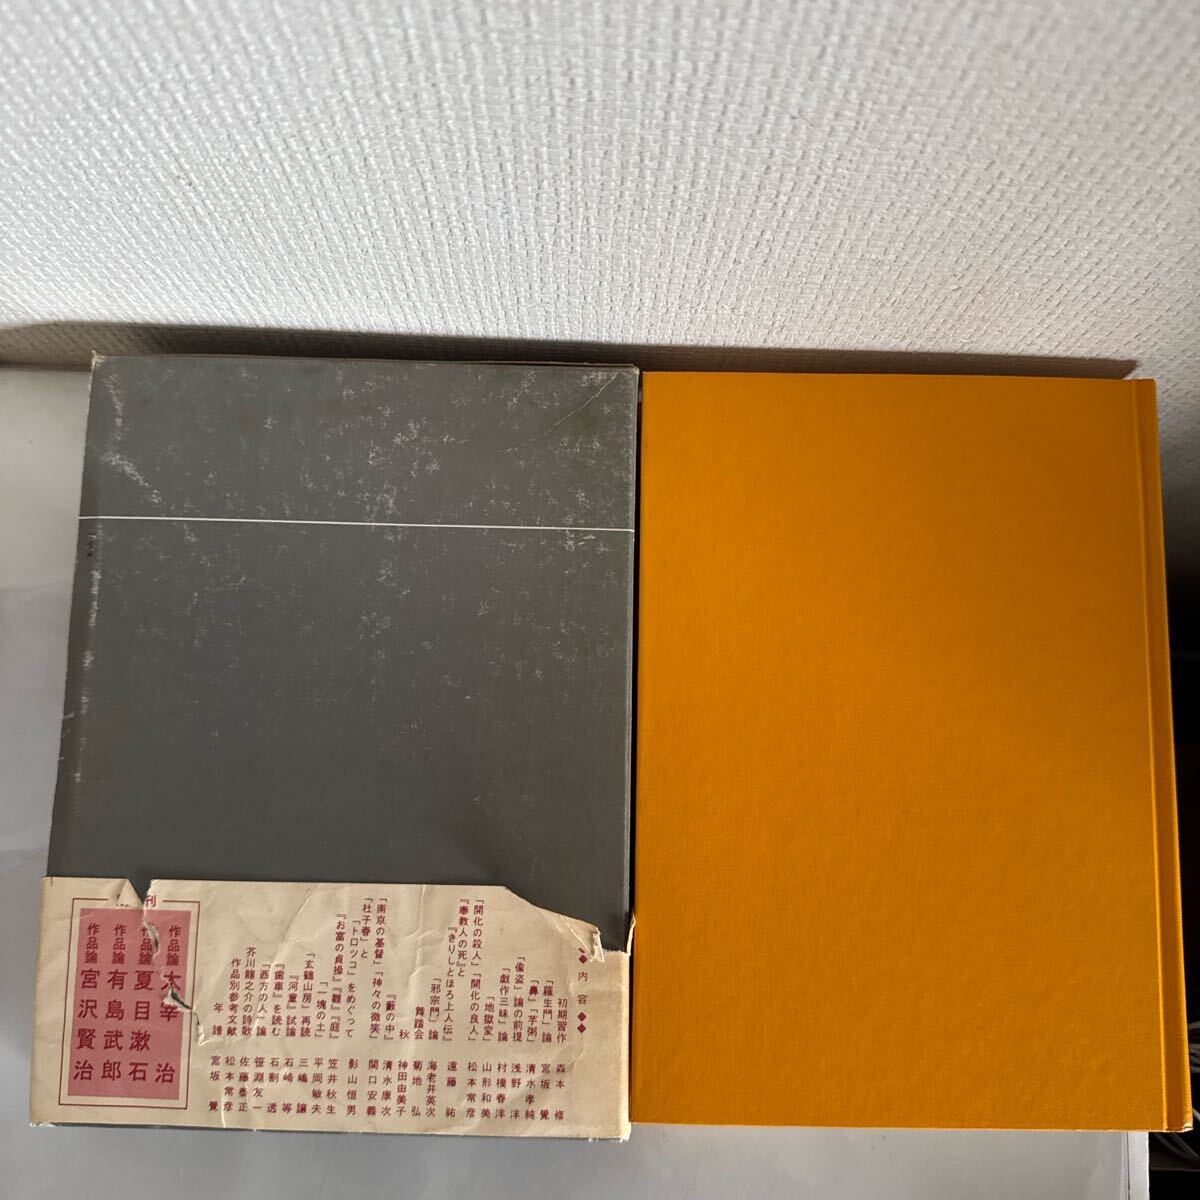 ◆内容◆◆
初期習作 森本 修
「羅生門」論 宮坂 覺
「鼻」「芋粥」 清水孝純
「偸盗」論の前提 浅野 洋
「戯作三昧」論 村橋春洋
「地獄変」 山形和美
「開化の殺人」「開化の良人」 松本常彦
『奉教人の死』と
『きりしとほろ上人伝』 遠藤 祐
「邪宗門」論 海老井英次
舞踏会 菊地 弘
秋 神田由美子
『藪の中』 清水康次
「南京の基督」「神々の微笑」 関口安義
「杜子春」と
「トロツコ」をめぐって 影山恒男
『お富の貞操』『雛』『庭』 笠井秋生
「一塊の土」 平岡敏夫
「玄鶴山房」再読 三嶋 譲
『河童』試論 石崎 等
『歯車』を読む 石割 透
「西方の人」論 笹淵友一
芥川龍之介の詩歌 佐藤泰正
作品別参考文献 松本常彦
年譜 宮坂 覺
刊
作品論 太宰 治
作品論 夏目漱石
作品論 有島武郎
作品論 宮沢賢治